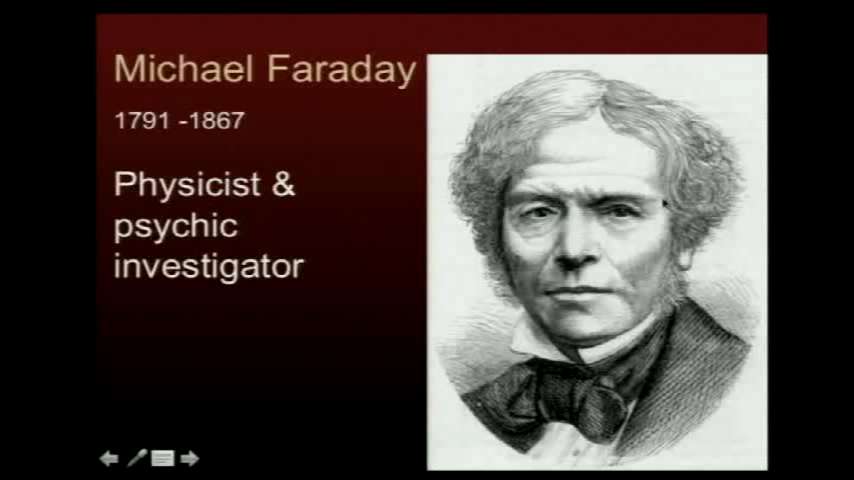 Michael Faraday
1791 -1867
Physicist &
psychic
investigator